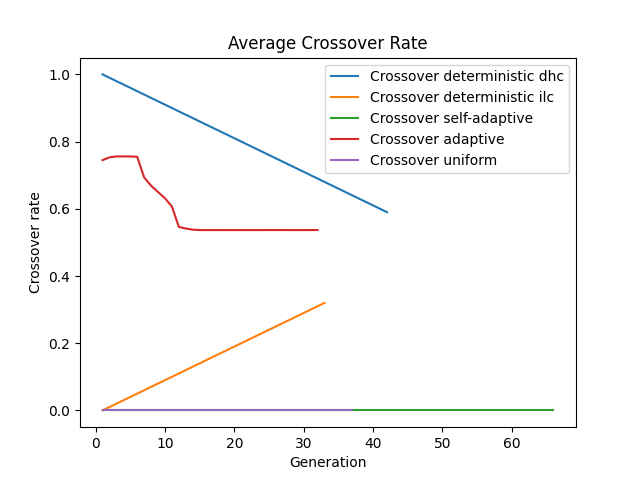 Average Crossover Rate
Crossover deterministic dhc
Crossover deterministic ilc
Crossover self-adaptive
Crossover adaptive
Crossover uniform
Crossover rate
1.0
0.8
0.6
0.4
0.2
0.0
0 10 20 30 40 50 60
Generation